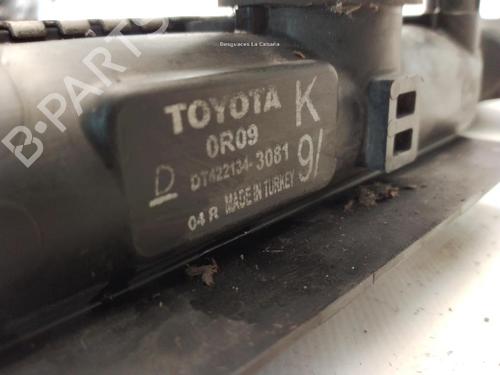 Desguaces La Cabaña
B-PARTS
TOYOTA K
0R09
D DT422134-3081 9/
04 R MADE IN TURKEY